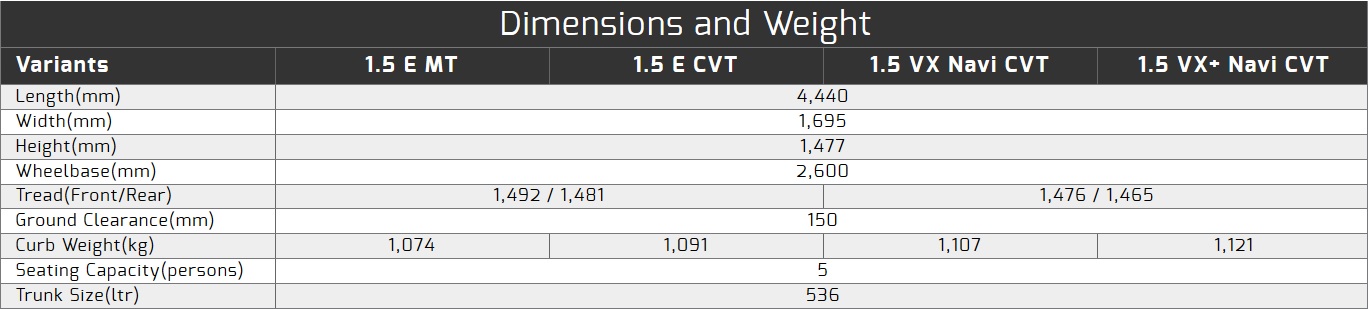 Dimensions and Weight
Variants 1.5 E MT 1.5 E CVT 1.5 VX Navi CVT 1.5 VX+ Navi CVT
Length(mm) 4,440
Width(mm) 1,695
Height(mm) 1,477
Wheelbase(mm) 2,600
Tread(Front/Rear) 1,492 / 1,481 1,476 / 1,465
Ground Clearance(mm) 150
Curb Weight(kg) 1,074 1,091 1,107 1,121
Seating Capacity(persons) 5
Trunk Size(ltr) 536